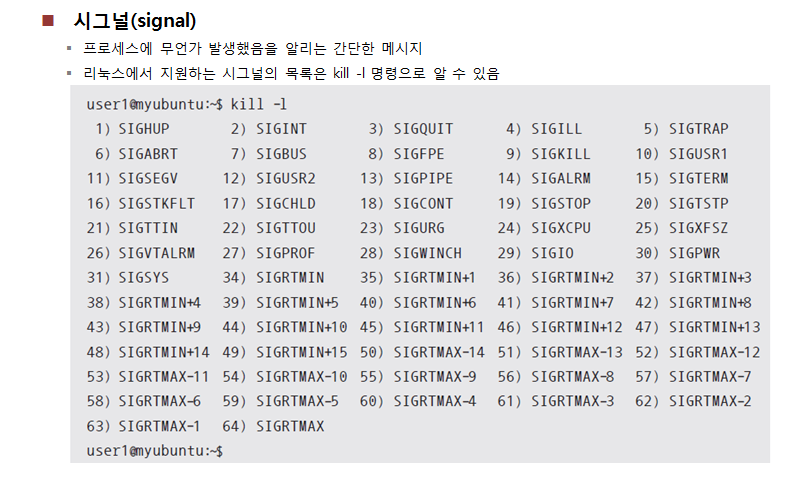 시그널(signal)
프로세스에 무언가 발생했음을 알리는 간단한 메시지
리눅스에서 지원하는 시그널의 목록은 kill -l 명령으로 알 수 있음
user1@myubuntu:~$ kill -l
1) SIGHUP 2) SIGINT 3) SIGQUIT 4) SIGILL 5) SIGTRAP
6) SIGABRT 7) SIGBUS 8) SIGFPE 9) SIGKILL 10) SIGUSR1
11) SIGSEGV 12) SIGUSR2 13) SIGPIPE 14) SIGALRM 15) SIGTERM
16) SIGSTKFLT 17) SIGCHLD 18) SIGCONT 19) SIGSTOP 20) SIGTSTP
21) SIGTTIN 22) SIGTTOU 23) SIGURG 24) SIGXCPU 25) SIGXFSZ
26) SIGVTALRM 27) SIGPROF 28) SIGWINCH 29) SIGIO 30) SIGPWR
31) SIGSYS 34) SIGRTMIN 35) SIGRTMIN+1 36) SIGRTMIN+2 37) SIGRTMIN+3
38) SIGRTMIN+4 39) SIGRTMIN+5 40) SIGRTMIN+6 41) SIGRTMIN+7 42) SIGRTMIN+8
43) SIGRTMIN+9 44) SIGRTMIN+10 45) SIGRTMIN+11 46) SIGRTMIN+12 47) SIGRTMIN+13
48) SIGRTMIN+14 49) SIGRTMIN+15 50) SIGRTMAX-14 51) SIGRTMAX-13 52) SIGRTMAX-12
53) SIGRTMAX-11 54) SIGRTMAX-10 55) SIGRTMAX-9 56) SIGRTMAX-8 57) SIGRTMAX-7
58) SIGRTMAX-6 59) SIGRTMAX-5 60) SIGRTMAX-4 61) SIGRTMAX-3 62) SIGRTMAX-2
63) SIGRTMAX-1 64) SIGRTMAX
user1@myubuntu:~$